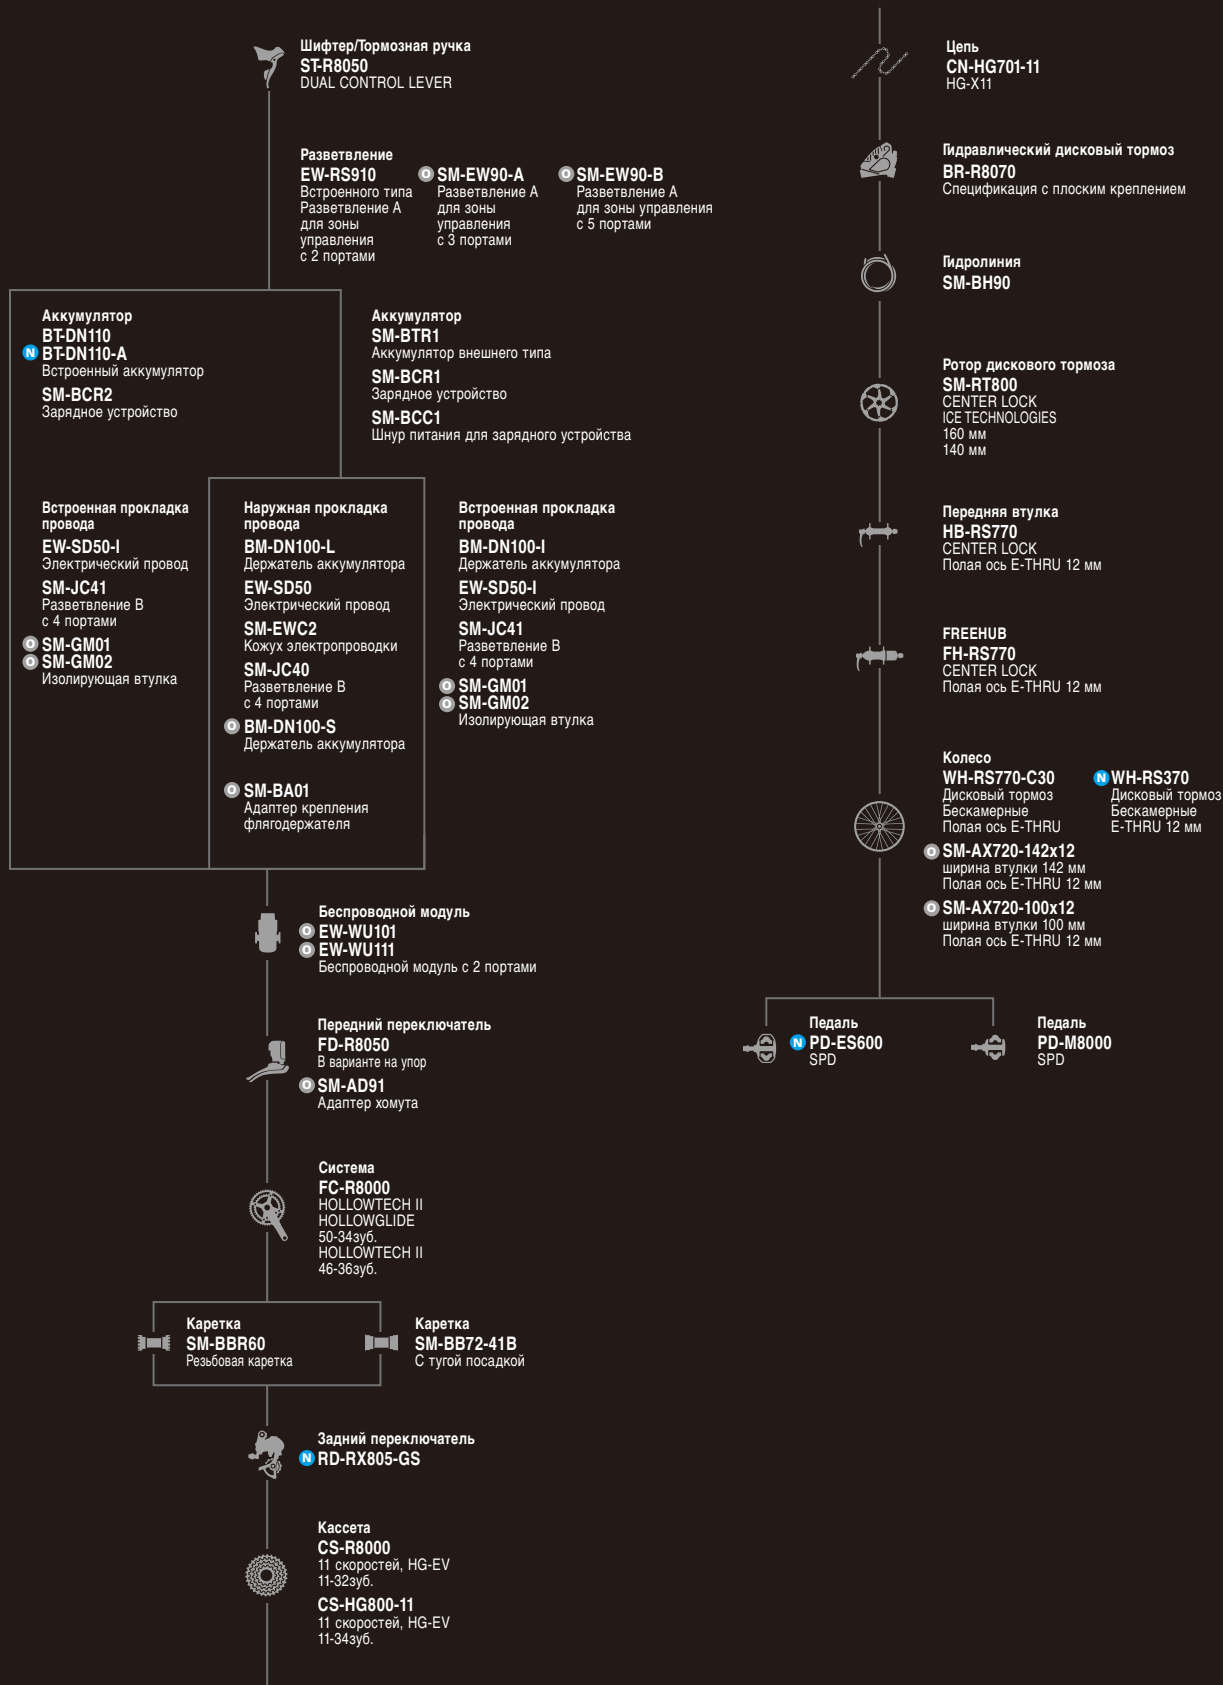 Шифтер/Тормозная ручка
ST-R8050
DUAL CONTROL LEVER
Разветвление
EW-RS910
Встроенного типа
Разветвление A
для зоны
управления
с 2 портами
O SM-EW90-A
Разветвление A
для зоны
управления
с 3 портами
O SM-EW90-B
Разветвление A
для зоны управления
с 5 портами
Аккумулятор
BT-DN110
N BT-DN110-A
Встроенный аккумулятор
SM-BCR2
Зарядное устройство
Аккумулятор
SM-BTR1
Аккумулятор внешнего типа
SM-BCR1
Зарядное устройство
SM-BCC1
Шнур питания для зарядного устройства
Встроенная прокладка
провода
EW-SD50-I
Электрический провод
SM-JC41
Разветвление B
с 4 портами
O SM-GM01
O SM-GM02
Изолирующая втулка
Наружная прокладка
провода
BM-DN100-L
Держатель аккумулятора
EW-SD50
Электрический провод
SM-EWC2
Кожух электропроводки
SM-JC40
Разветвление B
с 4 портами
O BM-DN100-S
Держатель аккумулятора
O SM-BA01
Адаптер крепления
флягодержателя
Встроенная прокладка
провода
BM-DN100-I
Держатель аккумулятора
EW-SD50-I
Электрический провод
SM-JC41
Разветвление B
с 4 портами
O SM-GM01
O SM-GM02
Изолирующая втулка
Беспроводной модуль
O EW-WU101
O EW-WU111
Беспроводной модуль с 2 портами
Передний переключатель
FD-R8050
В варианте на упор
O SM-AD91
Адаптер хомута
Система
FC-R8000
HOLLOWTECH II
HOLLOWGLIDE
50-34зуб.
HOLLOWTECH II
46-36зуб.
Каретка
SM-BBR60
Резьбовая каретка
Каретка
SM-BB72-41B
С тугой посадкой
Задний переключатель
N RD-RX805-GS
Кассета
CS-R8000
11 скоростей, HG-EV
11-32зуб.
CS-HG800-11
11 скоростей, HG-EV
11-34зуб.
Цепь
CN-HG701-11
HG-X11
Гидравлический дисковый тормоз
BR-R8070
Спецификация с плоским креплением
Гидролиния
SM-BH90
Ротор дискового тормоза
SM-RT800
CENTER LOCK
ICE TECHNOLOGIES
160 мм
140 мм
Передняя втулка
HB-RS770
CENTER LOCK
Полая ось E-THRU 12 мм
FREEHUB
FH-RS770
CENTER LOCK
Полая ось E-THRU 12 мм
Колесо
WH-RS770-C30
Дисковый тормоз
Бескамерные
Полая ось E-THRU
O SM-AX720-142x12
ширина втулки 142 мм
Полая ось E-THRU 12 мм
O SM-AX720-100x12
ширина втулки 100 мм
Полая ось E-THRU 12 мм
N WH-RS370
Дисковый тормоз
Бескамерные
E-THRU 12 мм
Педаль
N PD-ES600
SPD
Педаль
PD-M8000
SPD